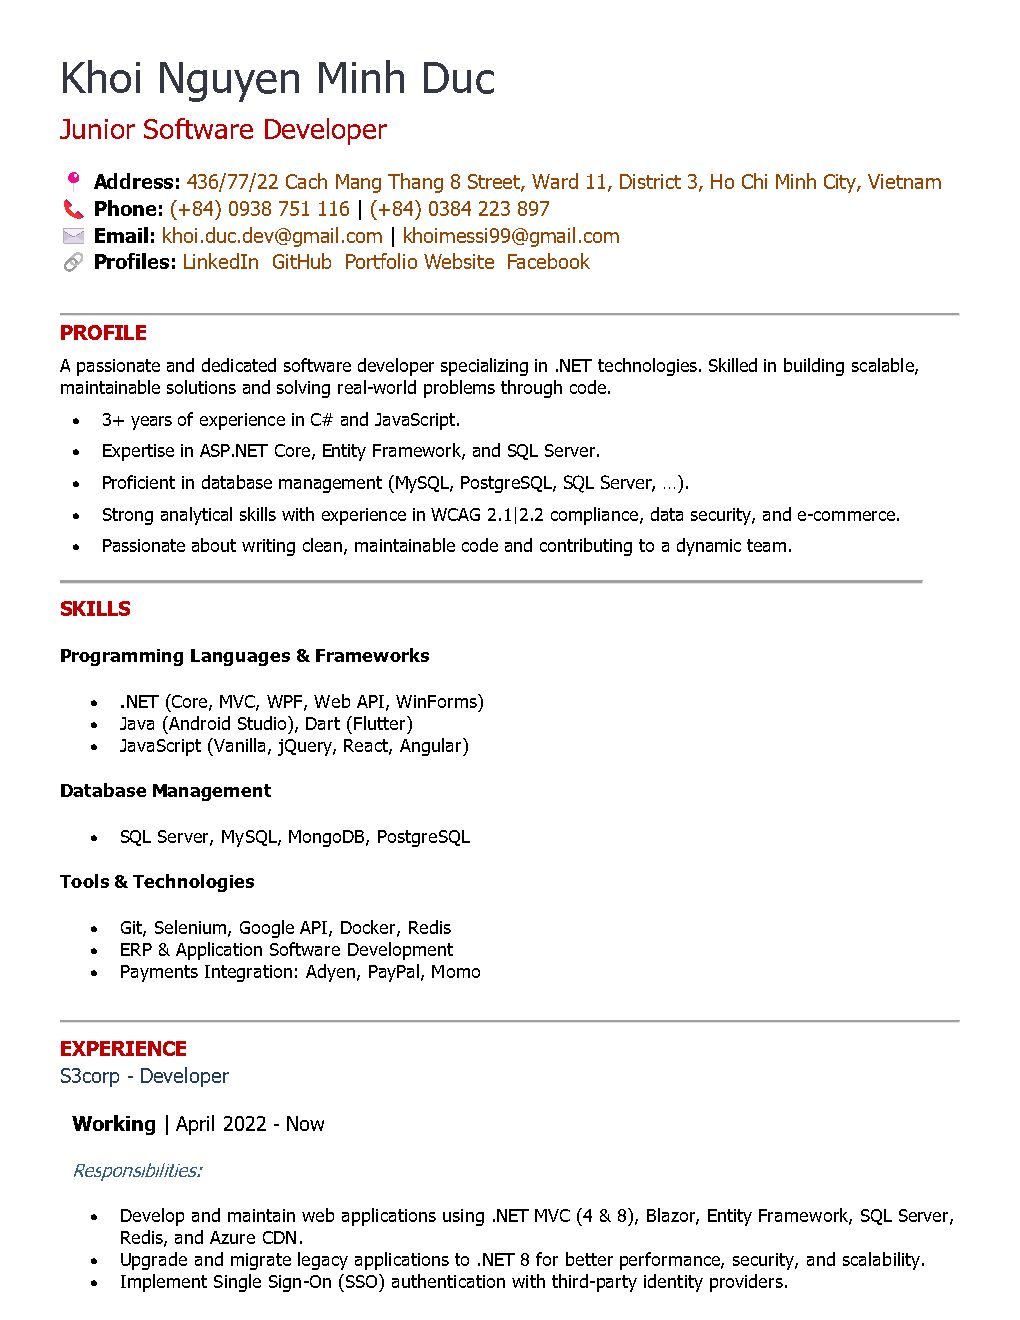 Khoi Nguyen Minh Duc
Junior Software Developer
Address: 436/77/22 Cach Mang Thang 8 Street, Ward 11, District 3, Ho Chi Minh City, Vietnam
Phone: (+84) 0938 751 116 | (+84) 0384 223 897
Email: khoi.duc.dev@gmail.com | khoimessi99@gmail.com
Profiles: LinkedIn GitHub Portfolio Website Facebook
PROFILE
A passionate and dedicated software developer specializing in .NET technologies. Skilled in building scalable,
maintainable solutions and solving real-world problems through code.
• 3+ years of experience in C# and JavaScript.
• Expertise in ASP.NET Core, Entity Framework, and SQL Server.
• Proficient in database management (MySQL, PostgreSQL, SQL Server, ...).
• Strong analytical skills with experience in WCAG 2.1|2.2 compliance, data security, and e-commerce.
• Passionate about writing clean, maintainable code and contributing to a dynamic team.
SKILLS
Programming Languages & Frameworks
• .NET (Core, MVC, WPF, Web API, WinForms)
• Java (Android Studio), Dart (Flutter)
• JavaScript (Vanilla, jQuery, React, Angular)
Database Management
• SQL Server, MySQL, MongoDB, PostgreSQL
Tools & Technologies
• Git, Selenium, Google API, Docker, Redis
• ERP & Application Software Development
• Payments Integration: Adyen, PayPal, Momo
EXPERIENCE
S3corp - Developer
Working | April 2022 - Now
Responsibilities:
• Develop and maintain web applications using .NET MVC (4 & 8), Blazor, Entity Framework, SQL Server,
Redis, and Azure CDN.
• Upgrade and migrate legacy applications to .NET 8 for better performance, security, and scalability.
• Implement Single Sign-On (SSO) authentication with third-party identity providers.